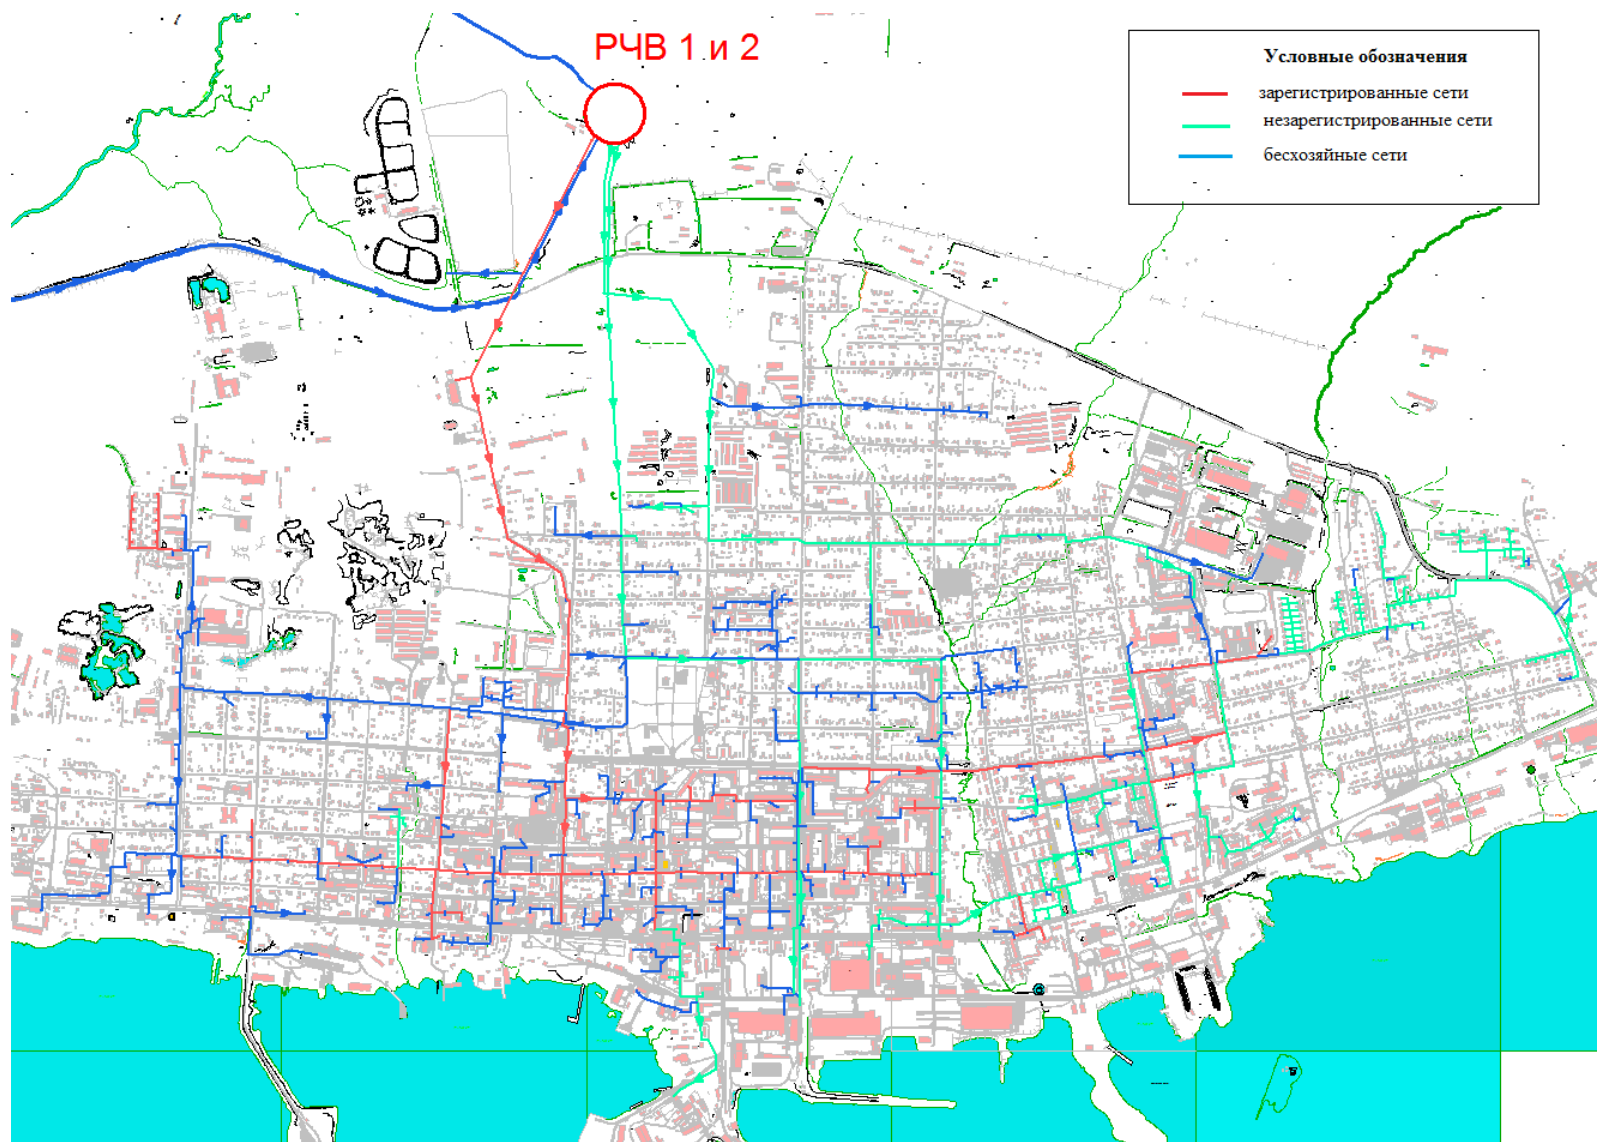 РЧВ 1 и 2
Условные обозначения
зарегистрированные сети
незарегистрированные сети
бесхозяйные сети